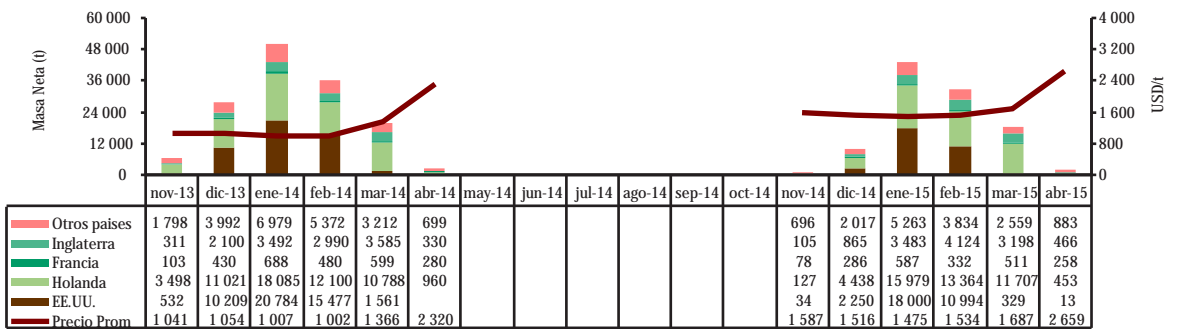 60 000
48 000
36 000
24 000
12 000
0
Masa Neta (t)
4 000
3 200
2 400
1 600
800
0
USD/t
nov-13 dic-13 ene-14 feb-14 mar-14 abr-14 may-14 jun-14 jul-14 ago-14 sep-14 oct-14 nov-14 dic-14 ene-15 feb-15 mar-15 abr-15
Otros paises 1 798 3 992 6 979 5 372 3 212 699 696 2 017 5 263 3 834 2 559 883
Inglaterra 311 2 100 3 492 2 990 3 585 330 105 865 3 483 4 124 3 198 466
Francia 103 430 688 480 599 280 78 286 587 332 511 258
Holanda 3 498 11 021 18 085 12 100 10 788 960 127 4 438 15 979 13 364 11 707 453
EE.UU. 532 10 209 20 784 15 477 1 561 34 2 250 18 000 10 994 329 13
Precio Prom 1 041 1 054 1 007 1 002 1 366 2 320 1 587 1 516 1 475 1 534 1 687 2 659